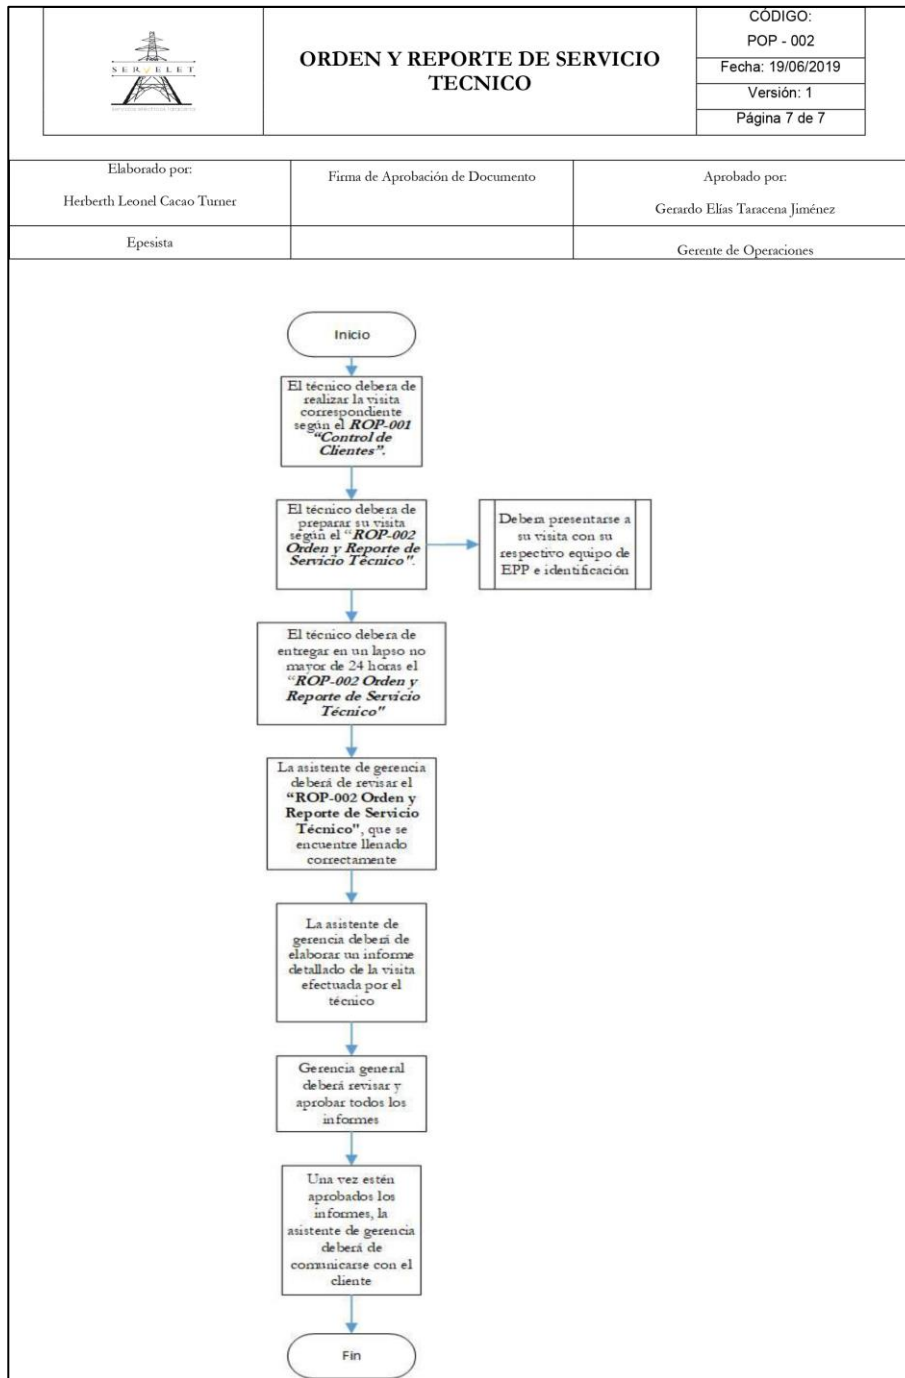 SERVELET
ORDEN Y REPORTE DE SERVICIO
TECNICO
CÓDIGO:
POP - 002
Fecha: 19/06/2019
Versión: 1
Página 7 de 7
Elaborado por:
Herberth Leonel Cacao Turner
Firma de Aprobación de Documento
Aprobado por:
Gerardo Elías Taracena Jiménez
Epesista
Gerente de Operaciones
Inicio
El técnico debera de
realizar la visita
correspondiente
según el ROP-001
“Control de
Clientes”.
El técnico debera de
preparar su visita
según el “ROP-002
Orden y Reporte de
Servicio Técnico".
Debera presentarse a
su visita con su
respectivo equipo de
EPP e identificación
El técnico debera de
entregar en un lapso no
mayor de 24 horas el
“ROP-002 Orden y
Reporte de Servicio
Técnico"
La asistente de gerencia
deberá de revisar el
“ROP-002 Orden y
Reporte de Servicio
Técnico", que se
encuentre llenado
correctamente
La asistente de
gerencia deberá de
elaborar un informe
detallado de la visita
efectuada por el
técnico
Gerencia general
deberá revisar y
aprobar todos los
informes
Una vez estén
aprobados los
informes, la
asistente de gerencia
deberá de
comunicarse con el
cliente
Fin